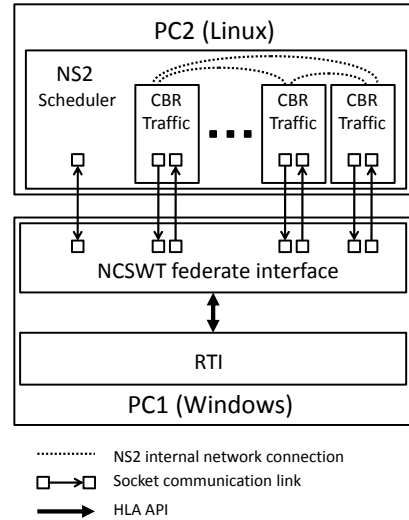 PC2 (Linux)
NS2
Scheduler
CBR
Traffic
CBR
Traffic
CBR
Traffic
NCSWT federate interface
RTI
PC1 (Windows)
NS2 internal network connection
Socket communication link
HLA API